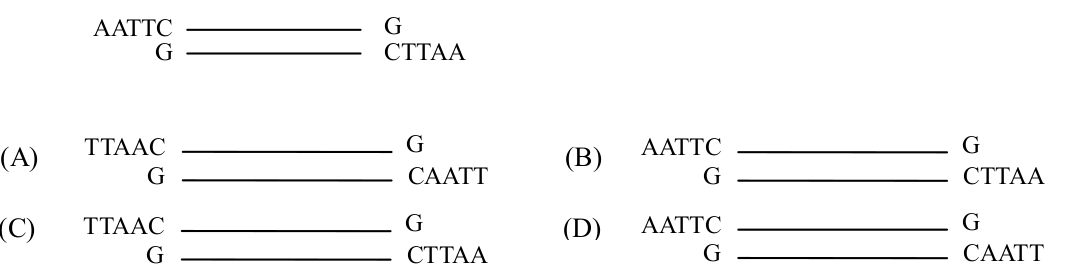 AATTC G
G CTTAA
(A) TTAAC G (B) AATTC G
G CAATT G CTTAA
(C) TTAAC G (D) AATTC G
G CTTAA G CAATT